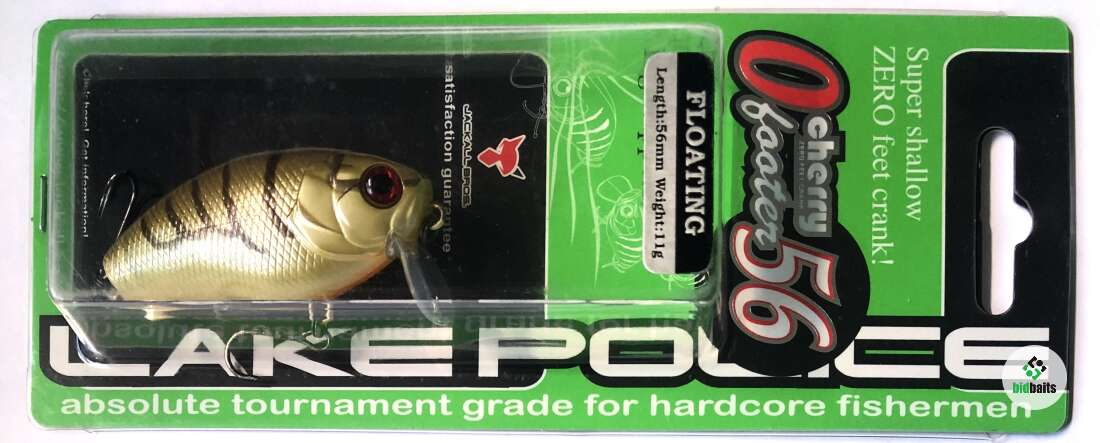 Super shallow
ZERO feet crank!
0
cherry
footer
56
FLOATING
Length:56mm Weight:11g
JACKALL BROS.
satisfaction guarantee
LAKE POLICE
absolute tournament grade for hardcore fishermen
bidbaits